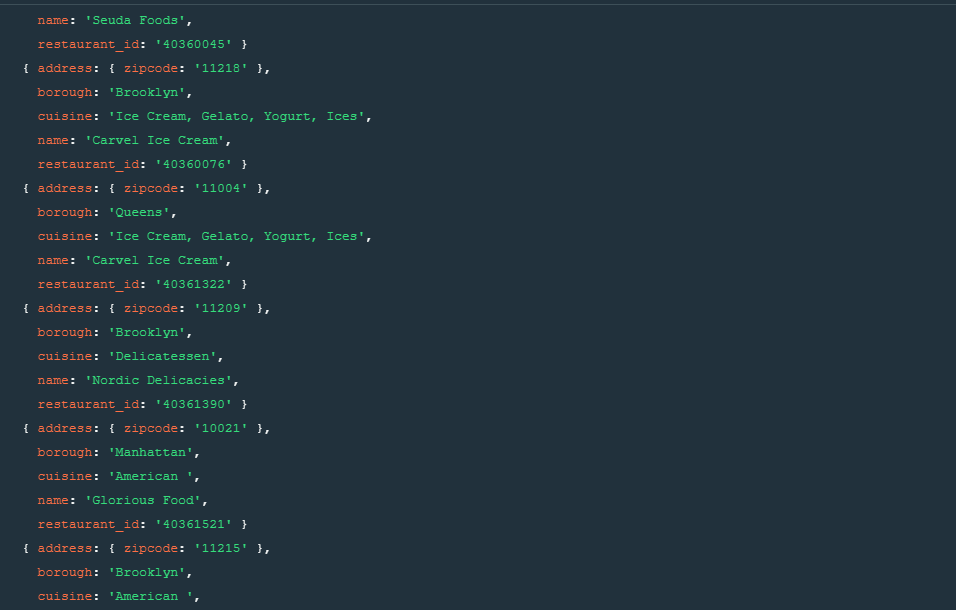 name: 'Seuda Foods',
restaurant_id: '40360045' }
{ address: { zipcode: '11218' },
borough: 'Brooklyn',
cuisine: 'Ice Cream, Gelato, Yogurt, Ices',
name: 'Carvel Ice Cream',
restaurant_id: '40360076' }
{ address: { zipcode: '11004' },
borough: 'Queens',
cuisine: 'Ice Cream, Gelato, Yogurt, Ices',
name: 'Carvel Ice Cream',
restaurant_id: '40361322' }
{ address: { zipcode: '11209' },
borough: 'Brooklyn',
cuisine: 'Delicatessen',
name: 'Nordic Delicacies',
restaurant_id: '40361390' }
{ address: { zipcode: '10021' },
borough: 'Manhattan',
cuisine: 'American ',
name: 'Glorious Food',
restaurant_id: '40361521' }
{ address: { zipcode: '11215' },
borough: 'Brooklyn',
cuisine: 'American ',